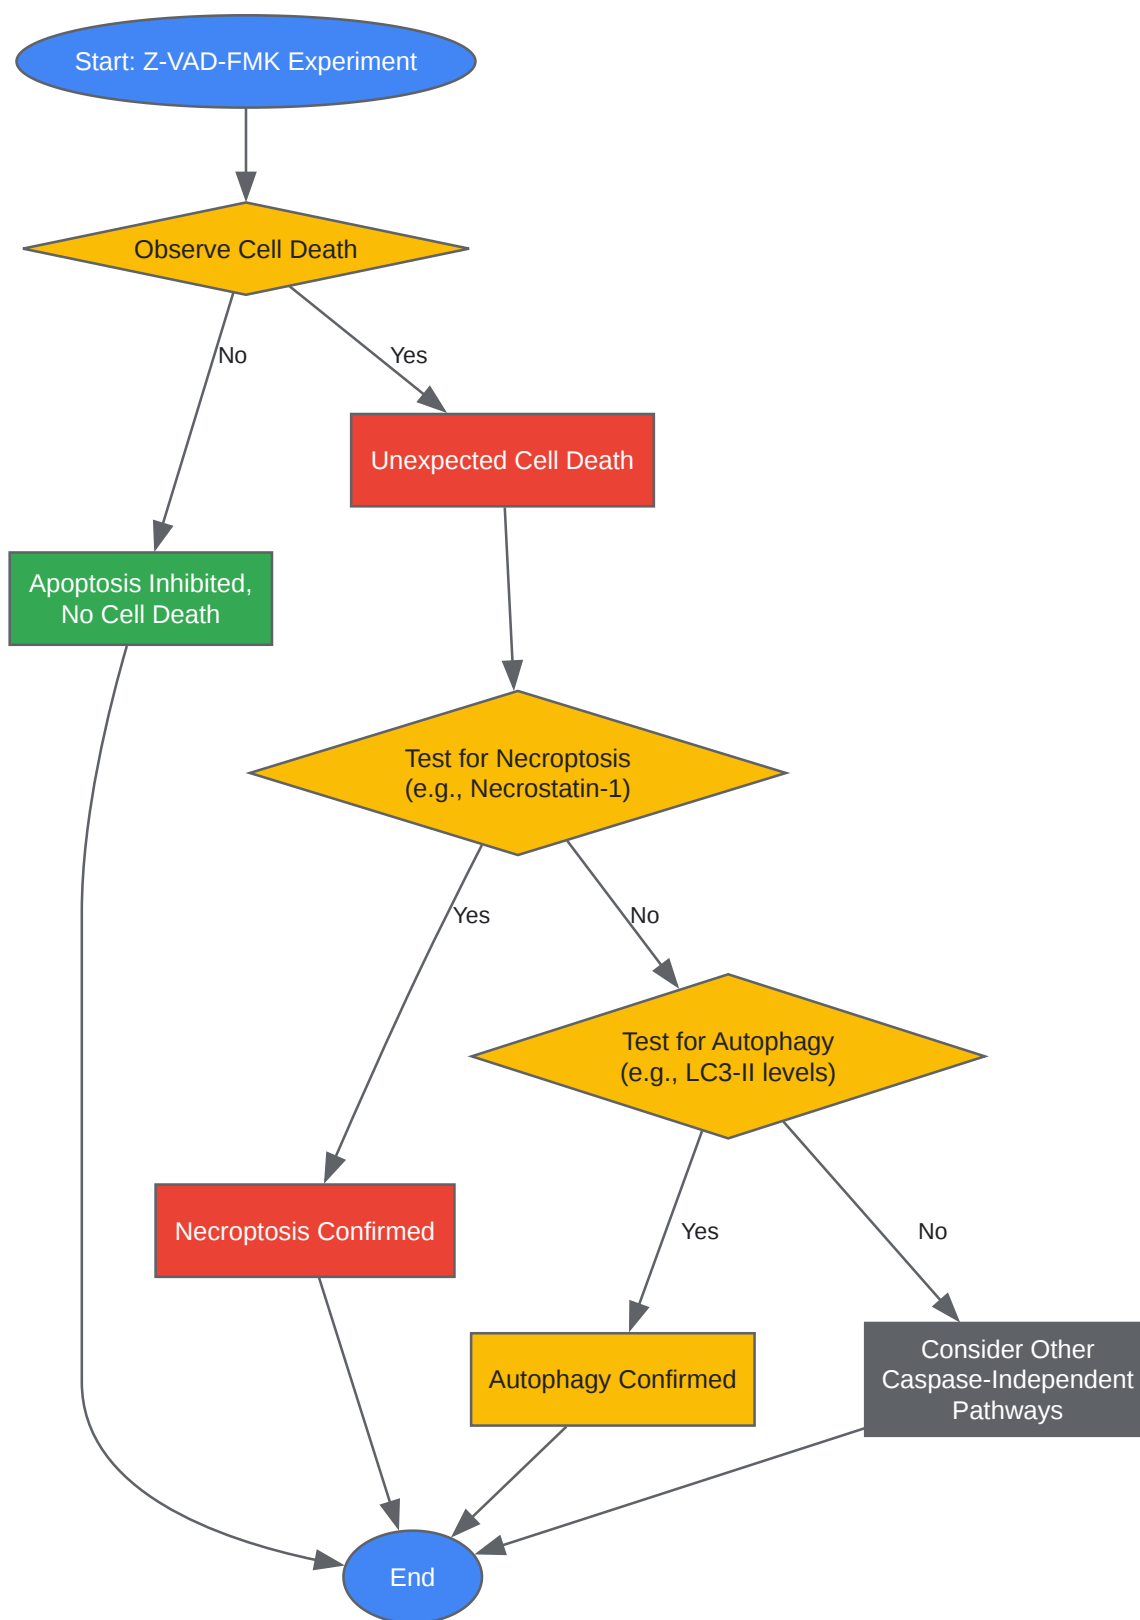 Start: Z-VAD-FMK Experiment
Observe Cell Death
No
Yes
Unexpected Cell Death
Apoptosis Inhibited,
No Cell Death
Test for Necroptosis
(e.g., Necrostatin-1)
Yes
No
Test for Autophagy
(e.g., LC3-II levels)
Necroptosis Confirmed
Yes
No
Autophagy Confirmed
Consider Other
Caspase-Independent
Pathways
End